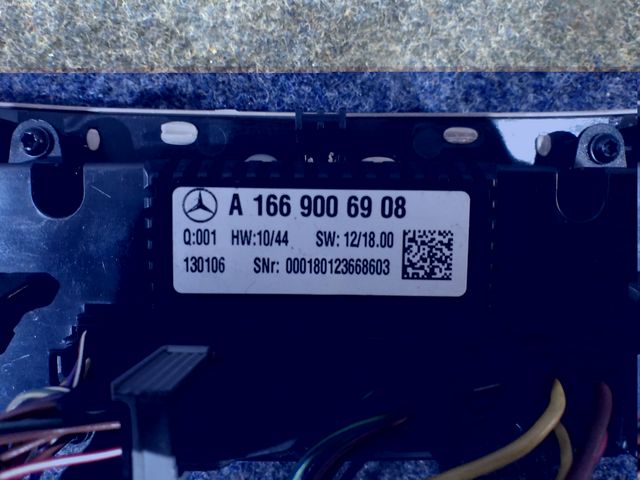 A 166 900 69 08
Q:001 HW:10/44 SW: 12/18.00
130106 SNr: 000180123668603